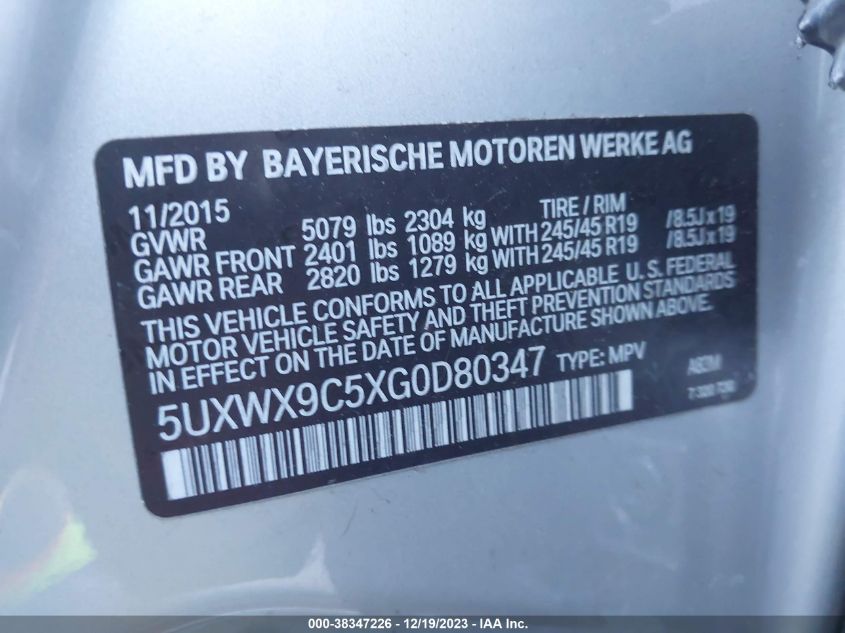 MFD BY BAYERISCHE MOTOREN WERKE AG
11/2015 TIRE / RIM
GVWR 5079 lbs 2304 kg
GAWR FRONT 2401 lbs 1089 kg WITH 245/45 R19 /8.5J x 19
GAWR REAR 2820 lbs 1279 kg WITH 245/45 R19 /8.5J x 19
THIS VEHICLE CONFORMS TO ALL APPLICABLE U.S. FEDERAL
MOTOR VEHICLE SAFETY AND THEFT PREVENTION STANDARDS
IN EFFECT ON THE DATE OF MANUFACTURE SHOWN ABOVE.
5UXWX9C5XG0D80347 TYPE: MPV
000-38347226 - 12/19/2023 - IAA Inc.